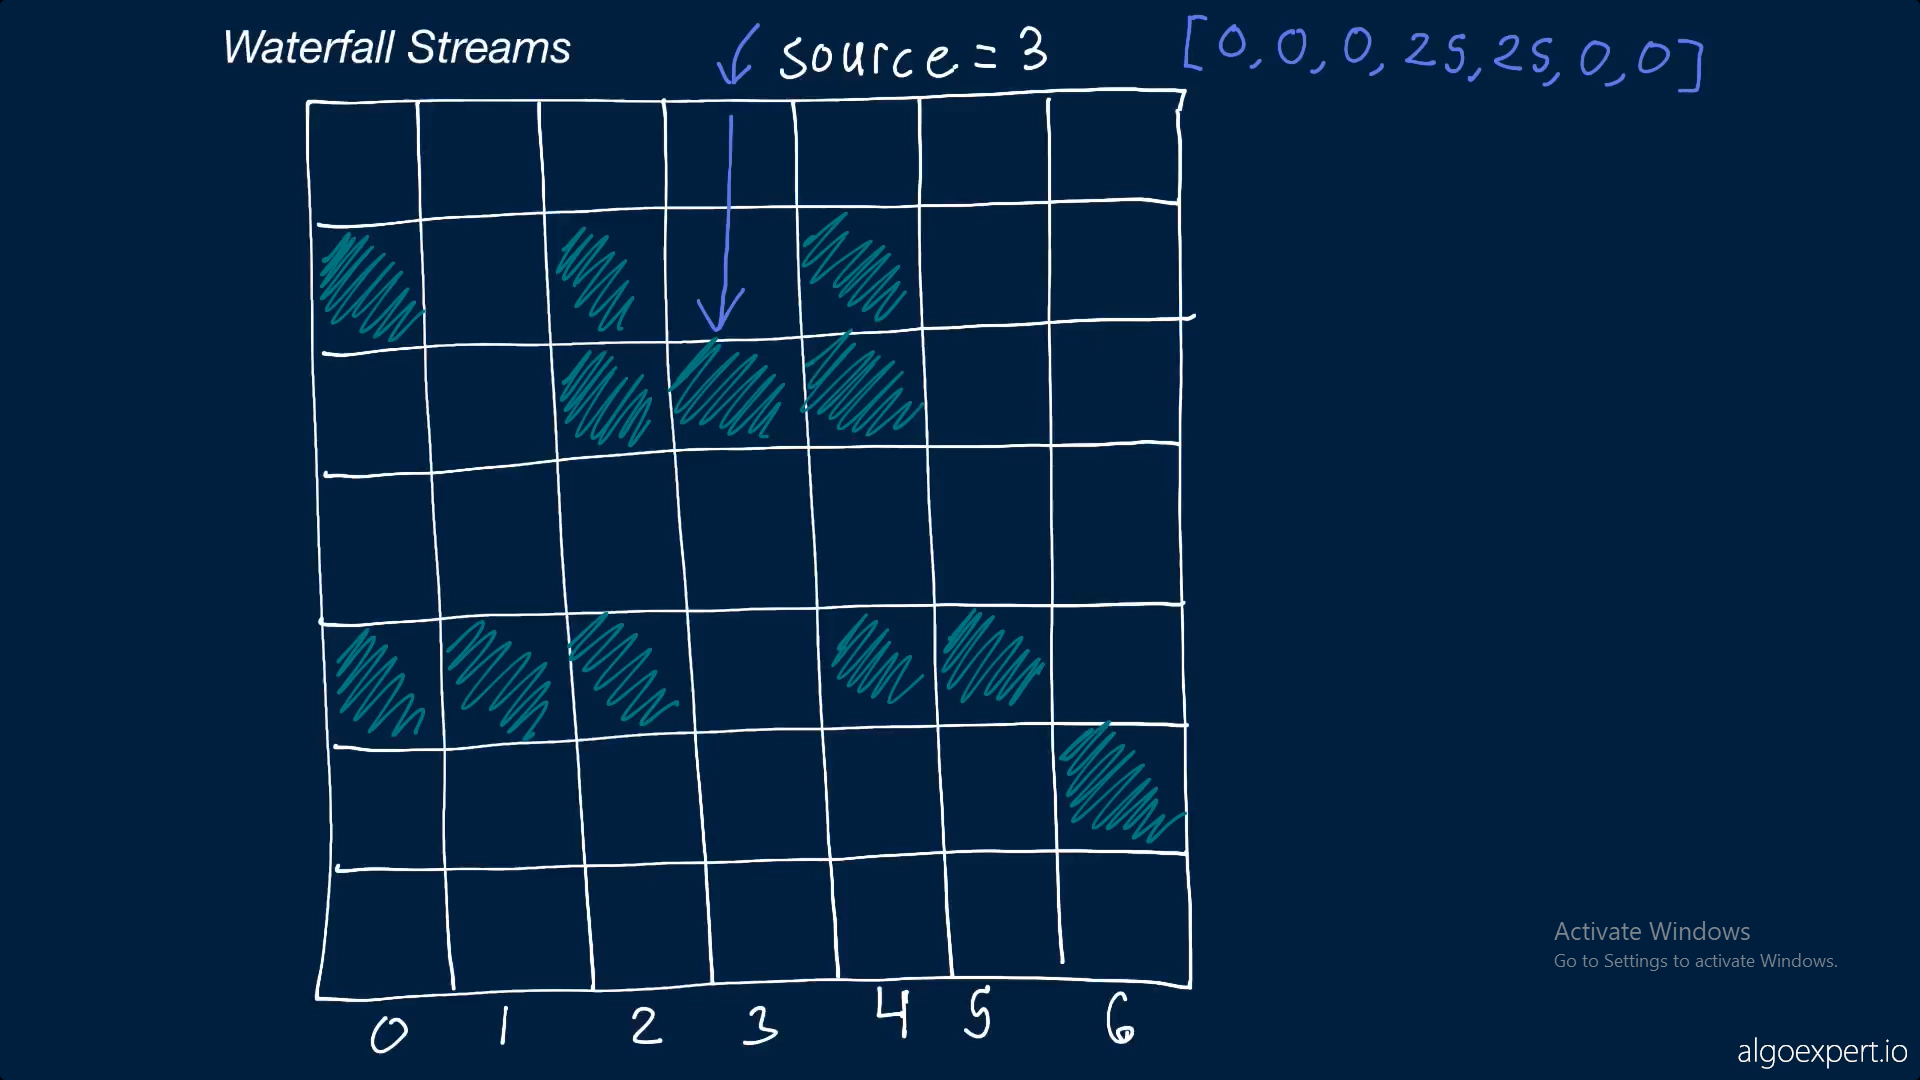 Waterfall Streams
source = 3
[0, 0, 0, 25, 25, 0, 0]
0 1 2 3 4 5 6
Activate Windows
Go to Settings to activate Windows.
algoexpert.io